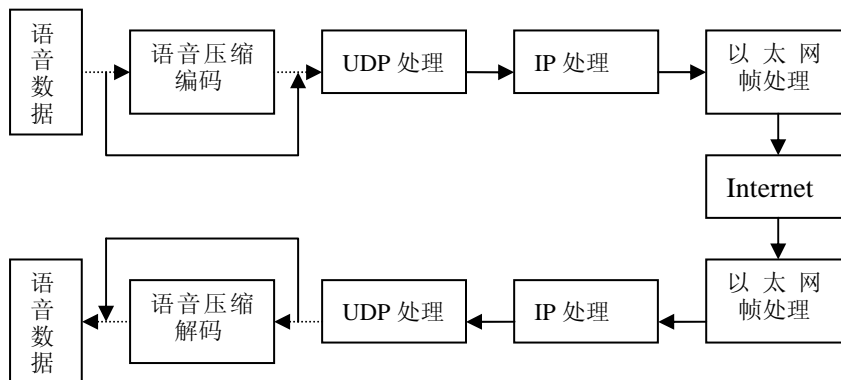 语
音
数
据
语音压缩
编码
UDP 处理
IP 处理
以太网
帧处理
Internet
语
音
数
据
语音压缩
解码
UDP 处理
IP 处理
以太网
帧处理